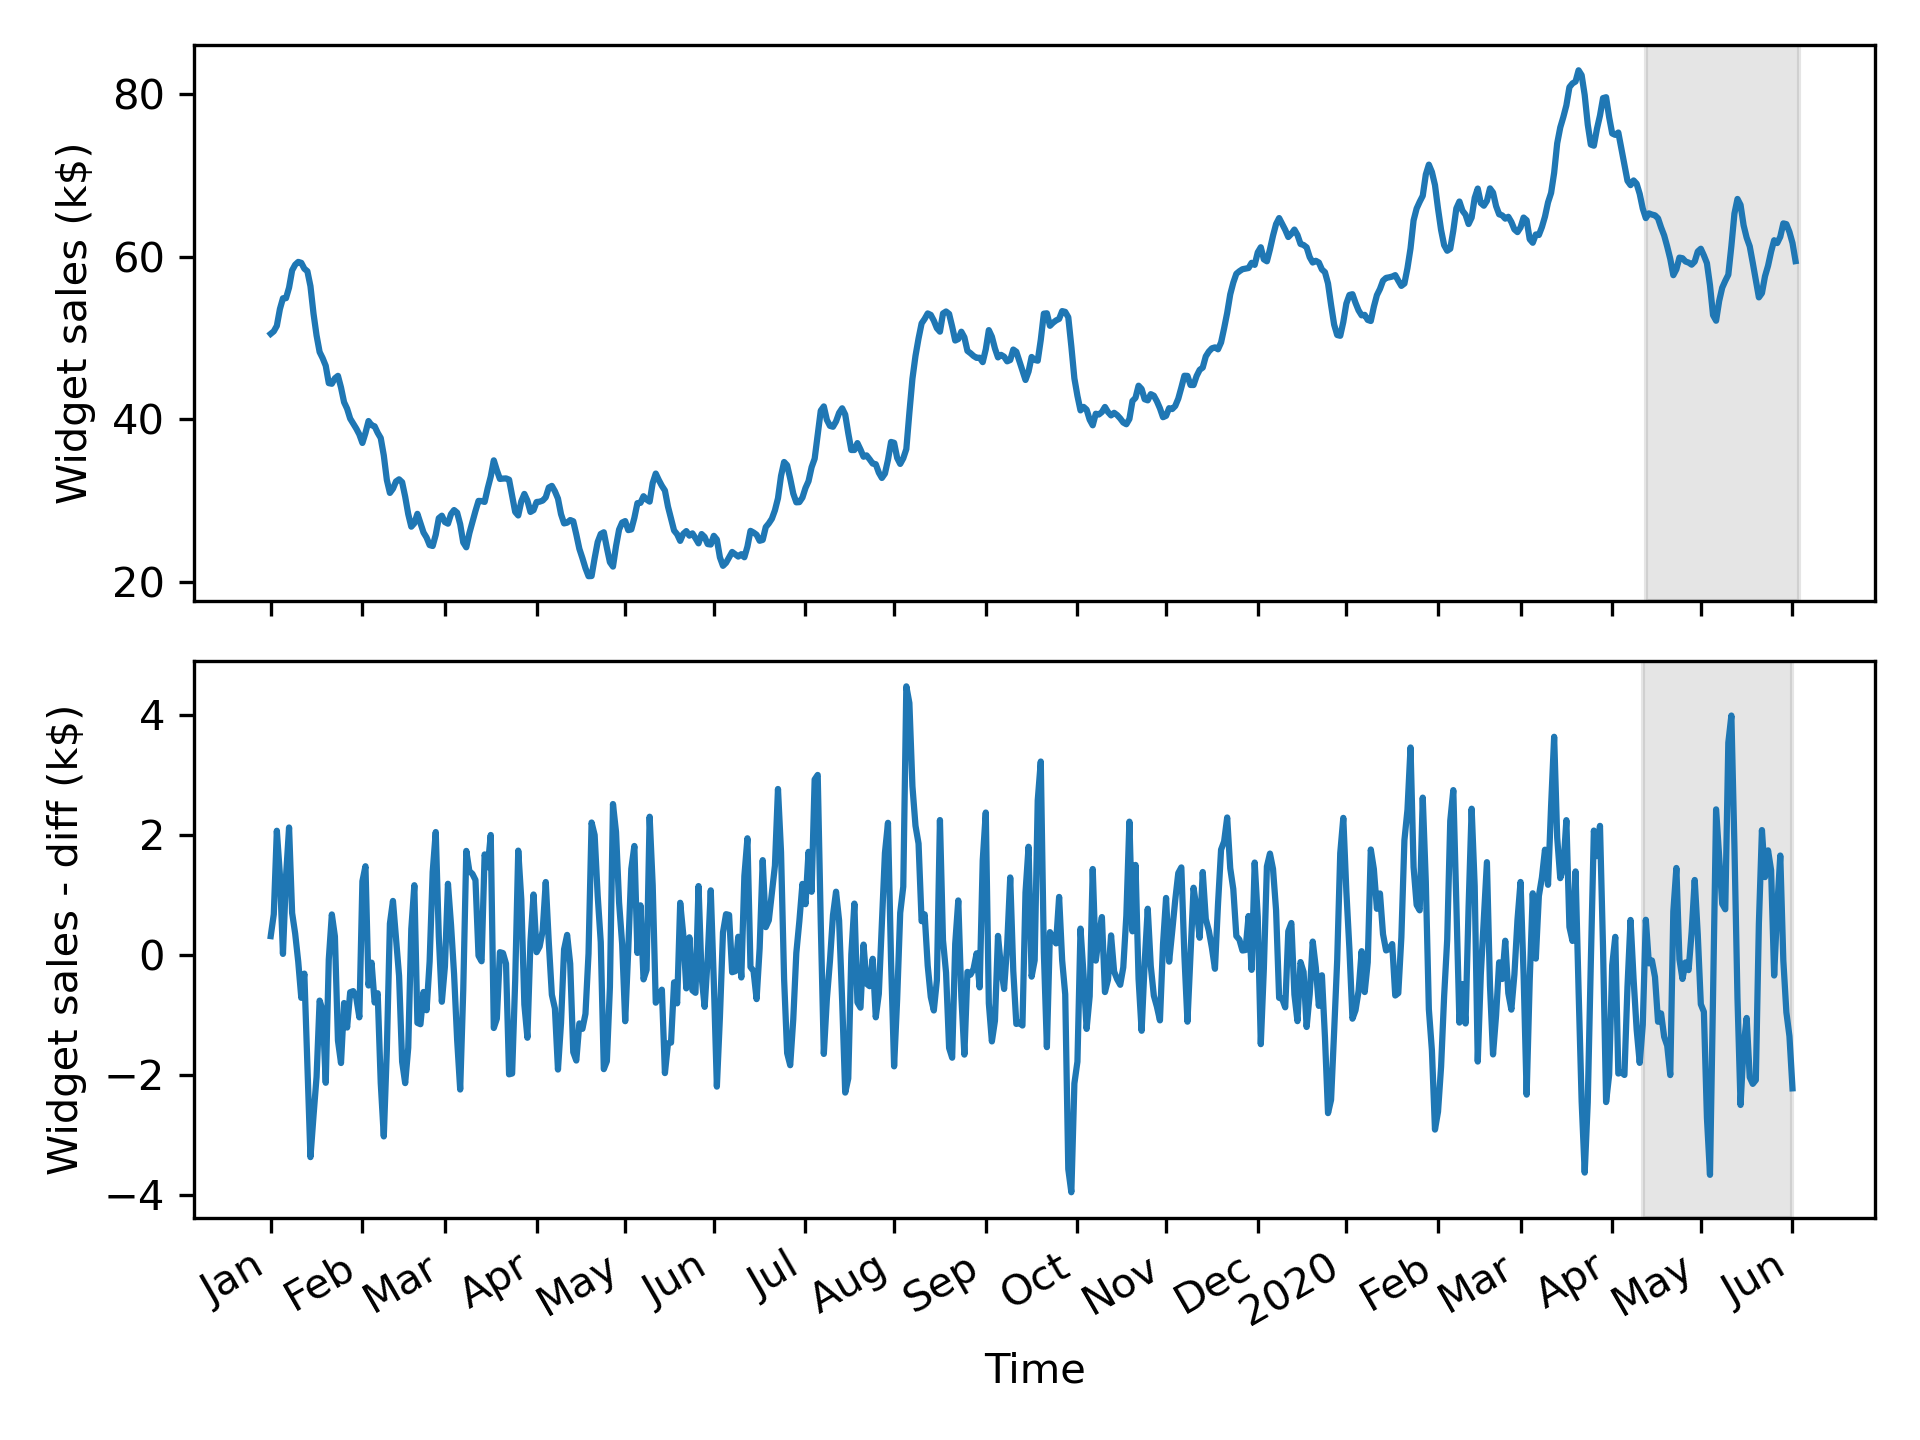 Widget sales (k$)
80
60
40
20
Widget sales - diff (k$)
4
2
0
−2
−4
Jan Feb Mar Apr May Jun Jul Aug Sep Oct Nov Dec 2020 Feb Mar Apr May Jun
Time